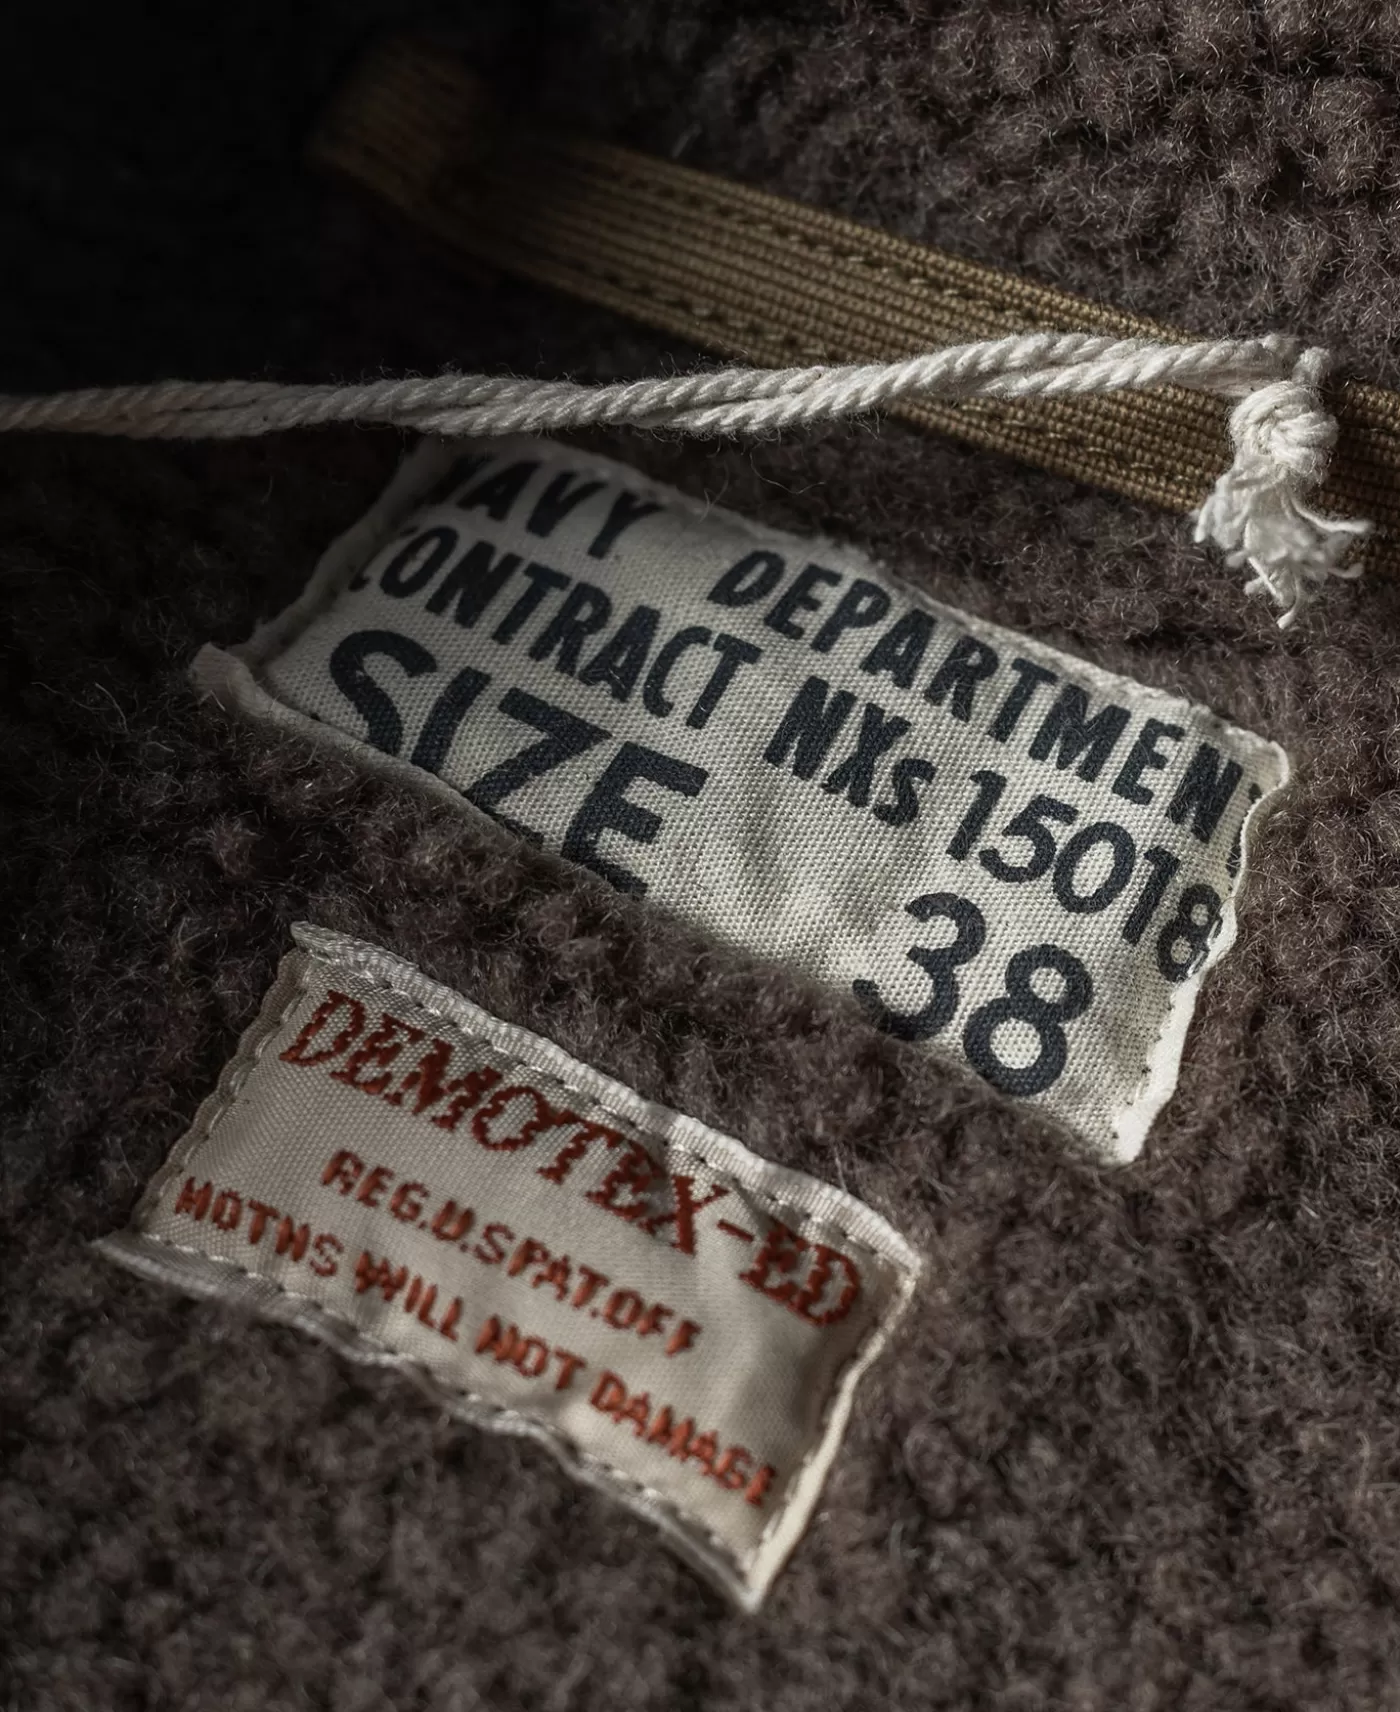 NAVY DEPARTMENT
CONTRACT NXS 15018
SIZE 38
DEMOTEX-ED
REG.U.S.PAT.OFF
MOTHS WILL NOT DAMAGE